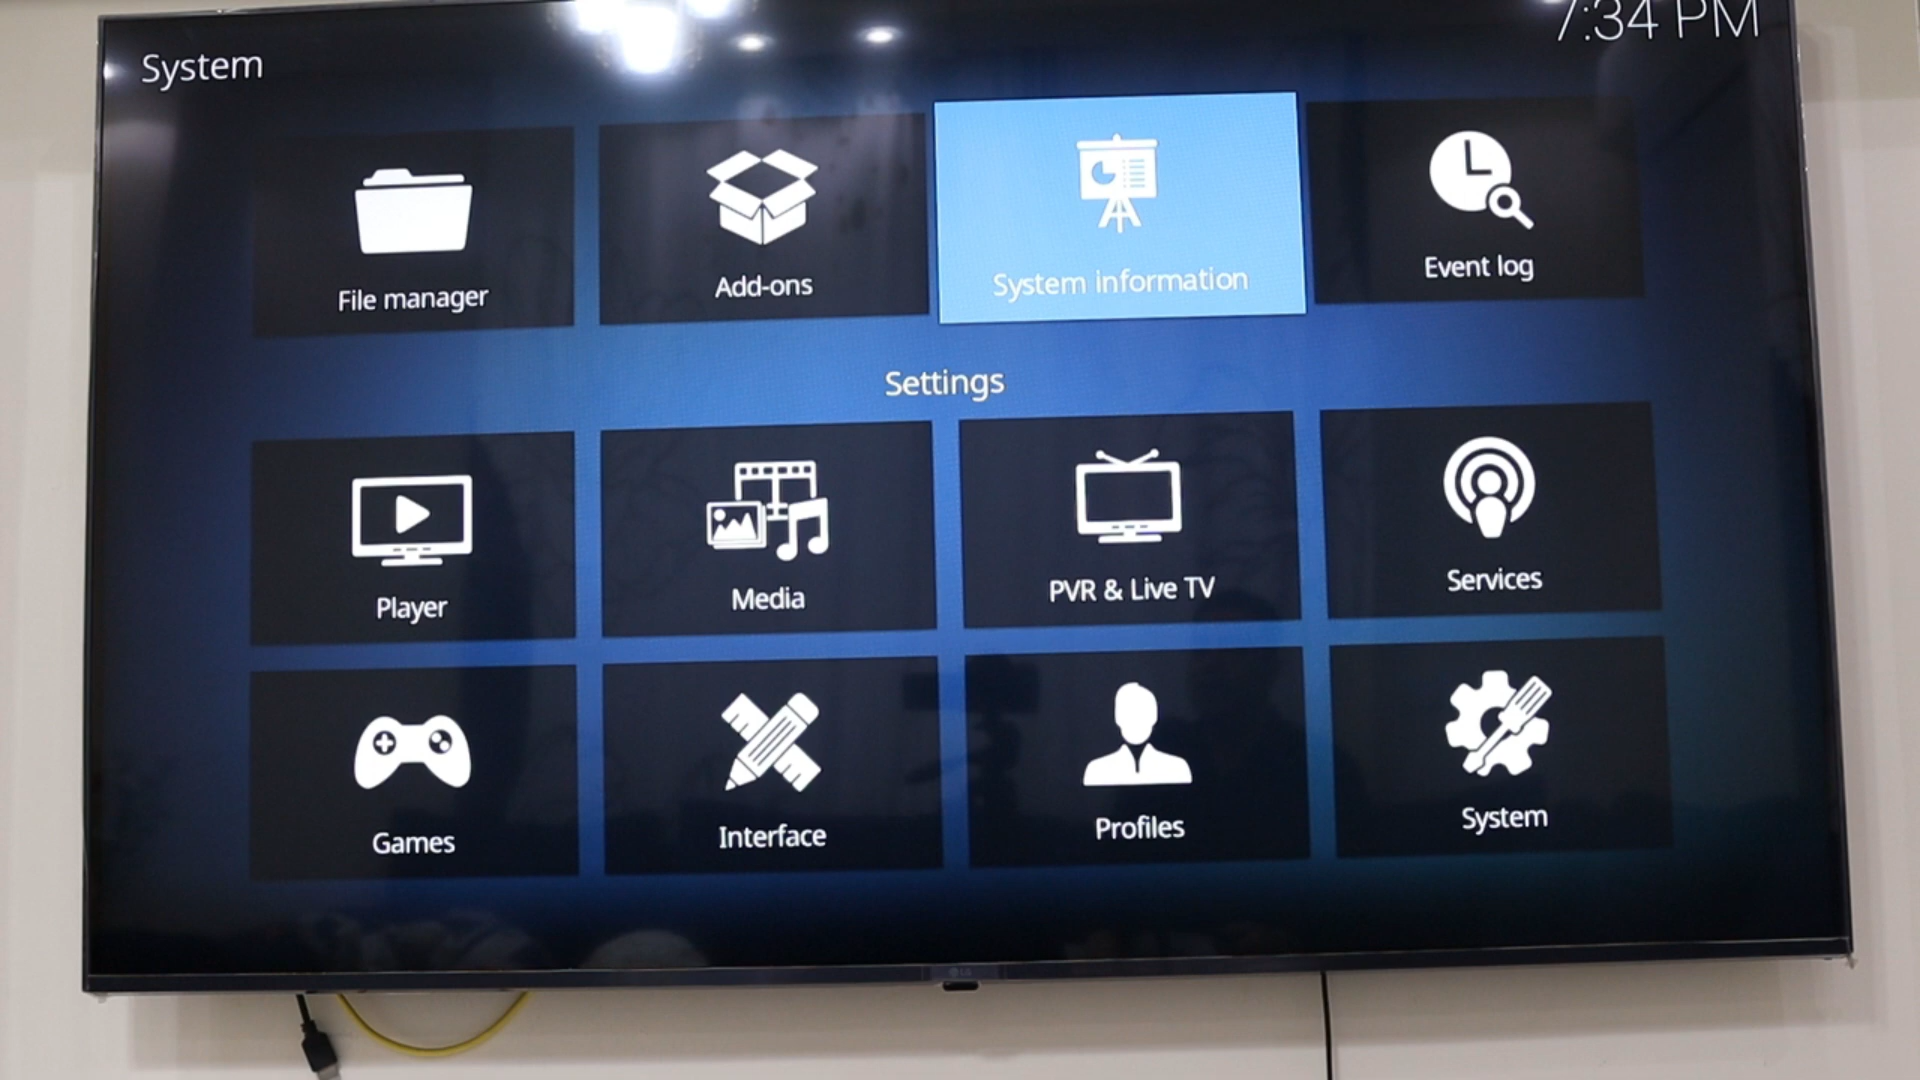 System
7:34 PM
File manager
Add-ons
System information
Event log
Settings
Player
Media
PVR & Live TV
Services
Games
Interface
Profiles
System
LG